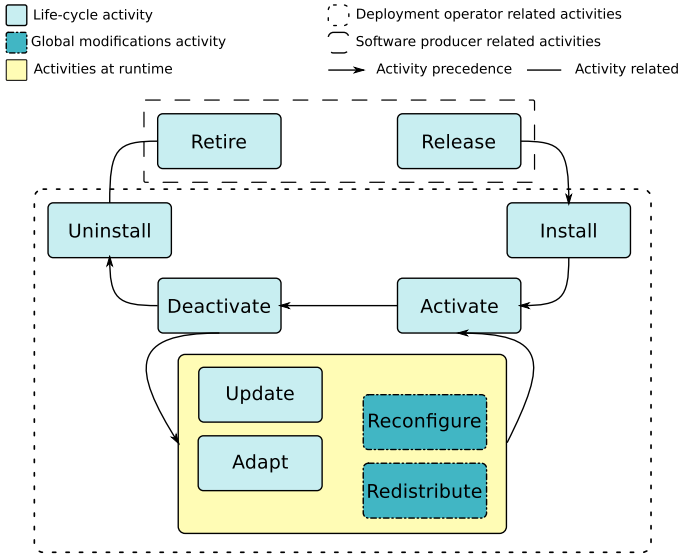 Life-cycle activity
Deployment operator related activities
Global modifications activity
Software producer related activities
Activities at runtime
Activity precedence
Activity related
Retire
Release
Uninstall
Install
Deactivate
Activate
Update
Reconfigure
Adapt
Redistribute